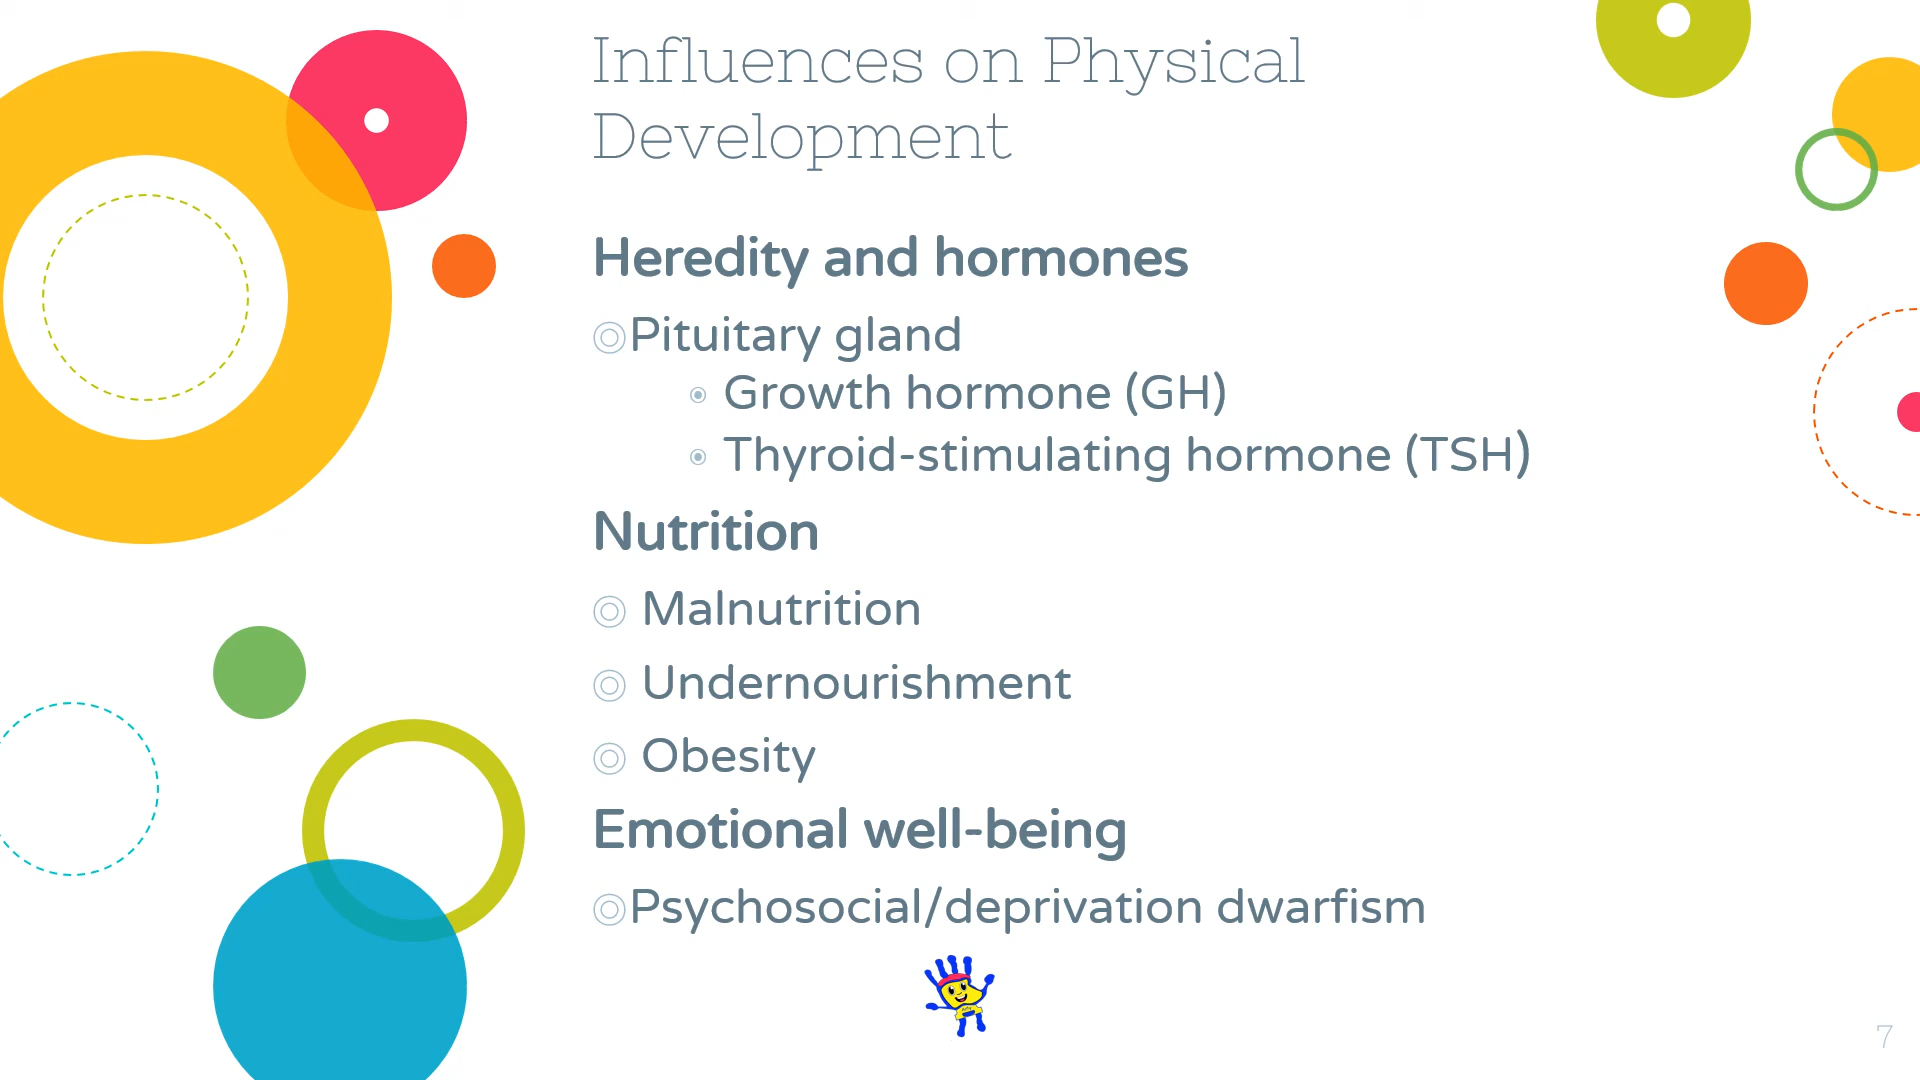 Influences on Physical
Development
Heredity and hormones
Pituitary gland
Growth hormone (GH)
Thyroid-stimulating hormone (TSH)
Nutrition
Malnutrition
Undernourishment
Obesity
Emotional well-being
Psychosocial/deprivation dwarfism
7